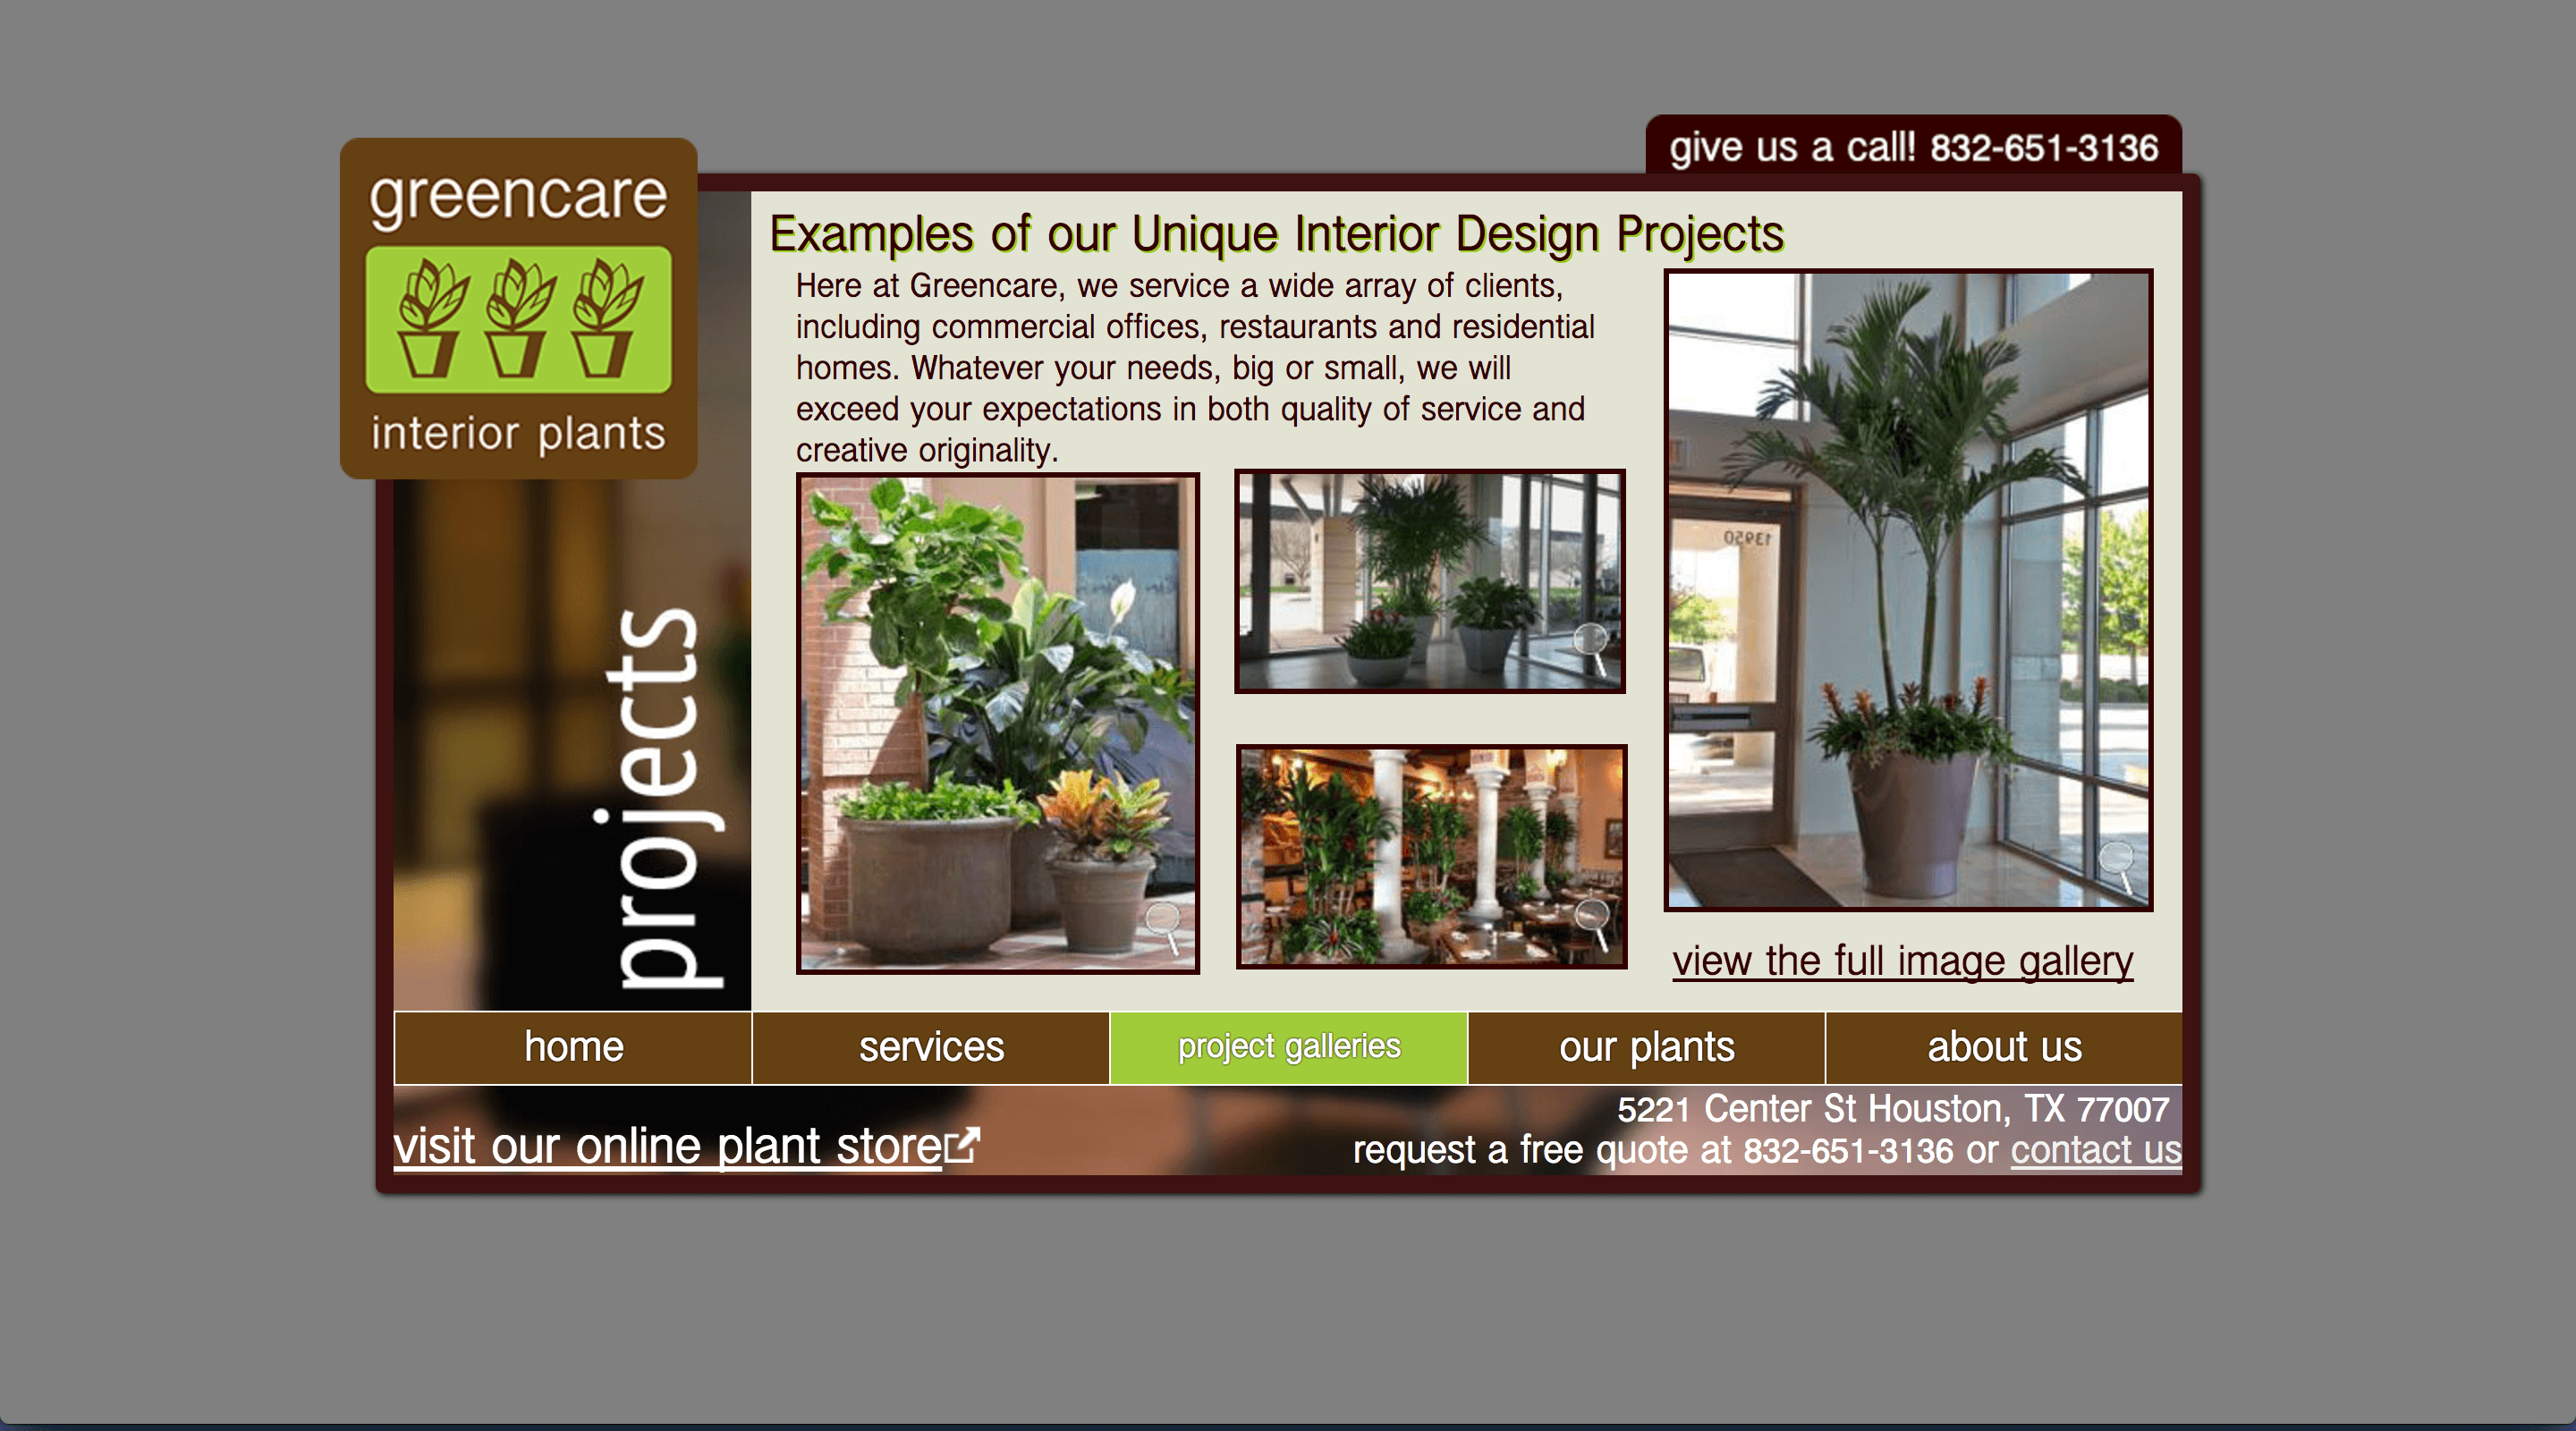 give us a call! 832-651-3136
greencare
interior plants
Examples of our Unique Interior Design Projects
Here at Greencare, we service a wide array of clients,
including commercial offices, restaurants and residential
homes. Whatever your needs, big or small, we will
exceed your expectations in both quality of service and
creative originality.
13950
projects
view the full image gallery
home
services
project galleries
our plants
about us
visit our online plant store
5221 Center St Houston, TX 77007
request a free quote at 832-651-3136 or contact us